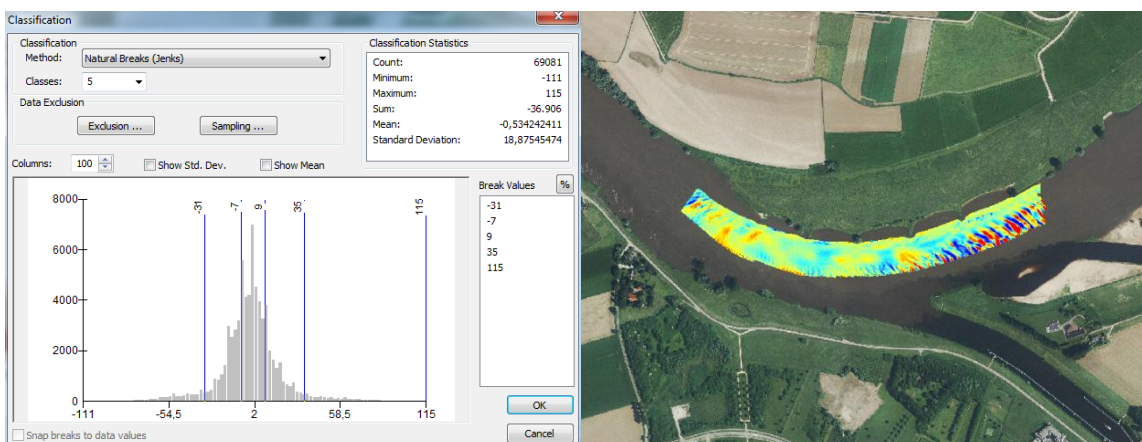 Classification
Classification
Method: Natural Breaks (Jenks)
Classes: 5
Data Exclusion
Exclusion ...
Sampling ...
Classification Statistics
Count: 69081
Minimum: -111
Maximum: 115
Sum: -36.906
Mean: -0,534242411
Standard Deviation: 18,87545474
Columns: 100
Show Std. Dev.
Show Mean
8000
6000
4000
2000
0
-31
-7
9
35
115
-111
-54,5
2
58,5
115
Break Values
%
-31
-7
9
35
115
OK
Snap breaks to data values
Cancel